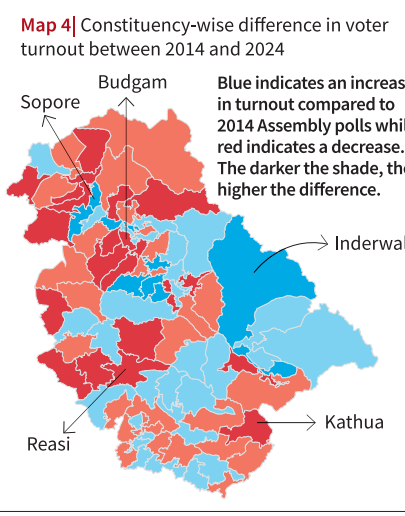 Map 4| Constituency-wise difference in voter
turnout between 2014 and 2024
Budgam
Sopore
Blue indicates an increas
in turnout compared to
2014 Assembly polls whil
red indicates a decrease.
The darker the shade, the
higher the difference.
Inderwal
Kathua
Reasi